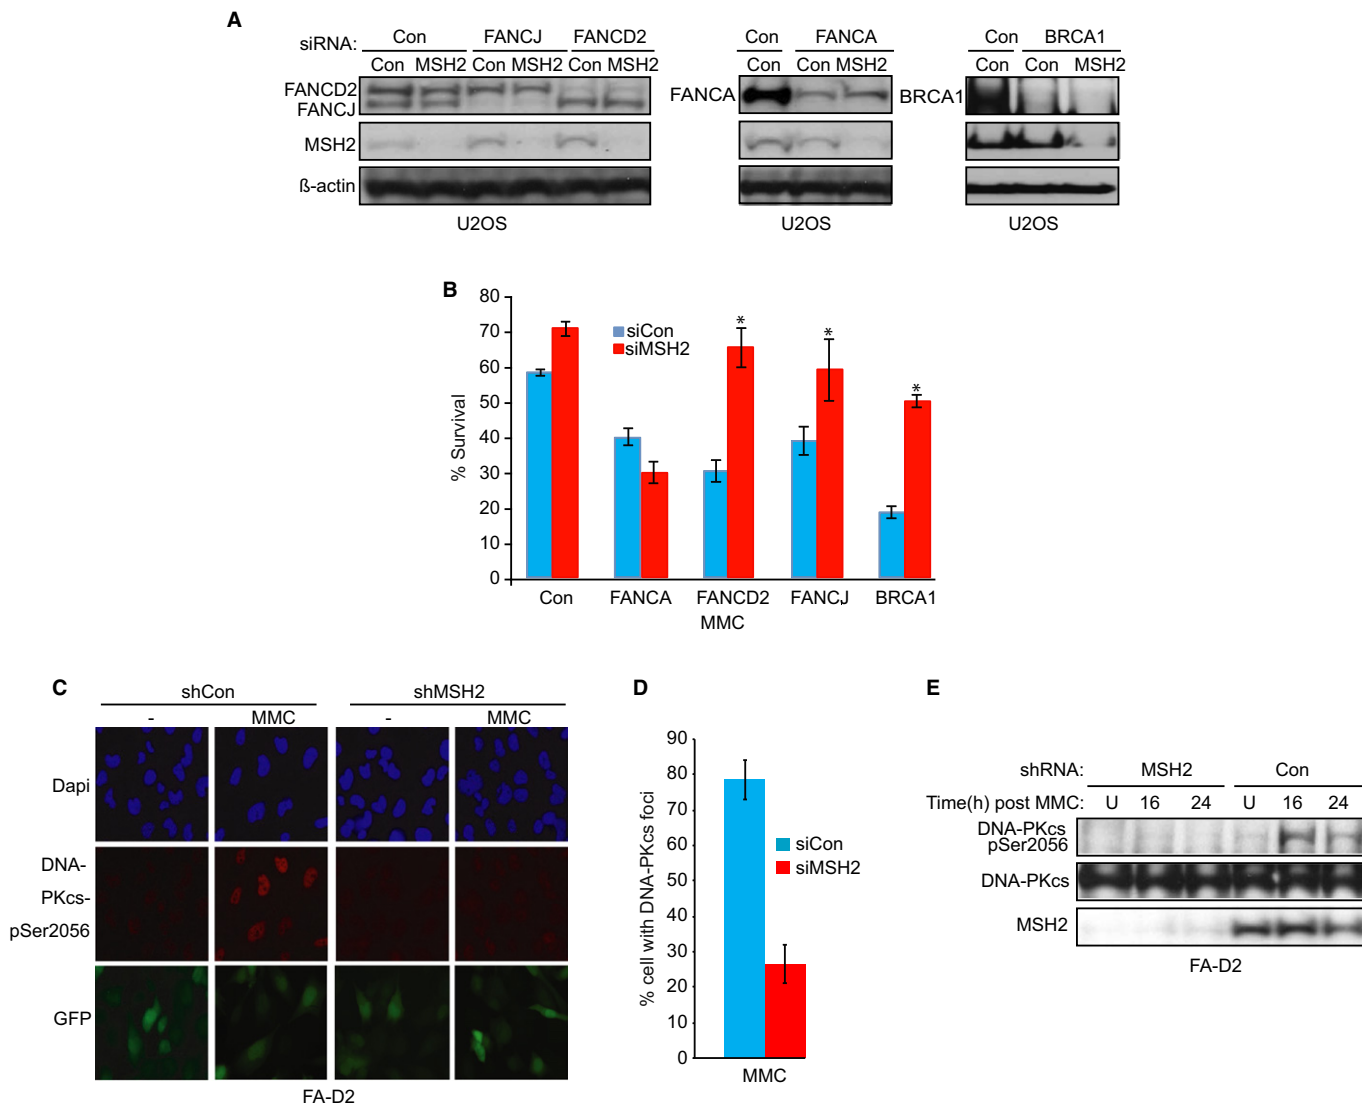 A
siRNA: Con FANCJ FANCD2
Con MSH2 Con MSH2 Con MSH2
FANCD2
FANCJ
MSH2
ß-actin
U2OS
Con FANCA
Con Con MSH2
FANCA
U2OS
Con BRCA1
Con Con MSH2
BRCA1
U2OS
B
80
70
60
50
40
30
20
10
0
% Survival
siCon
siMSH2
* * *
Con FANCA FANCD2 FANCJ BRCA1
MMC
C
shCon shMSH2
- MMC - MMC
Dapi
DNA-
PKcs-
pSer2056
GFP
FA-D2
D
90
80
70
60
50
40
30
20
10
0
% cell with DNA-PKcs foci
siCon
siMSH2
MMC
E
shRNA: MSH2 Con
Time(h) post MMC: U 16 24 U 16 24
DNA-PKcs
pSer2056
DNA-PKcs
MSH2
FA-D2